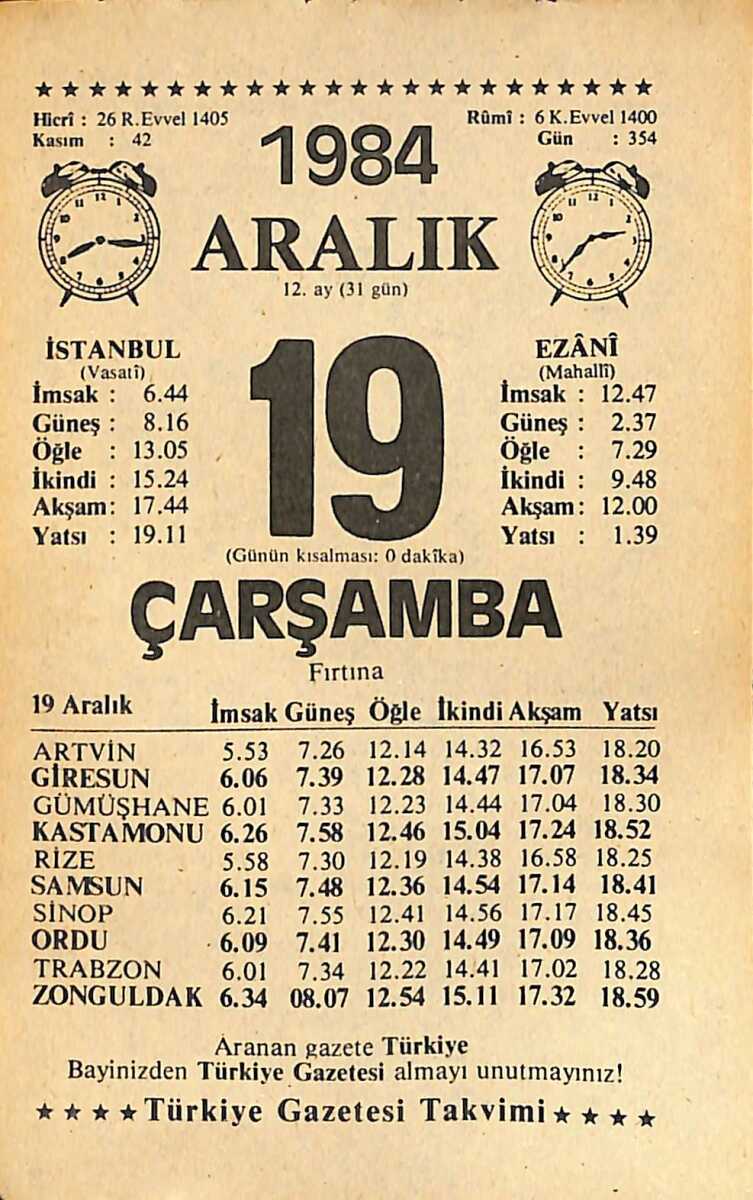 ★ ★ ★ ★ ★ ★ ★ ★ ★ ★ ★ ★ ★ ★ ★ ★ ★ ★ ★ ★ ★ ★ ★ ★
Hicrî : 26 R.Evvel 1405
Kasım : 42
Rûmî : 6 K.Evvel 1400
Gün : 354
1984
ARALIK
12. ay (31 gün)
İSTANBUL
(Vasatî)
İmsak : 6.44
Güneş : 8.16
Öğle : 13.05
İkindi : 15.24
Akşam: 17.44
Yatsı : 19.11
19
(Günün kısalması: 0 dakîka)
EZÂNÎ
(Mahallî)
İmsak : 12.47
Güneş : 2.37
Öğle : 7.29
İkindi : 9.48
Akşam: 12.00
Yatsı : 1.39
ÇARŞAMBA
Fırtına
19 Aralık İmsak Güneş Öğle İkindi Akşam Yatsı
ARTVİN 5.53 7.26 12.14 14.32 16.53 18.20
GİRESUN 6.06 7.39 12.28 14.47 17.07 18.34
GÜMÜŞHANE 6.01 7.33 12.23 14.44 17.04 18.30
KASTAMONU 6.26 7.58 12.46 15.04 17.24 18.52
RİZE 5.58 7.30 12.19 14.38 16.58 18.25
SAMSUN 6.15 7.48 12.36 14.54 17.14 18.41
SİNOP 6.21 7.55 12.41 14.56 17.17 18.45
ORDU 6.09 7.41 12.30 14.49 17.09 18.36
TRABZON 6.01 7.34 12.22 14.41 17.02 18.28
ZONGULDAK 6.34 08.07 12.54 15.11 17.32 18.59
Aranan gazete Türkiye
Bayinizden Türkiye Gazetesi almayı unutmayınız!
★ ★ ★ ★ Türkiye Gazetesi Takvimi ★ ★ ★ ★